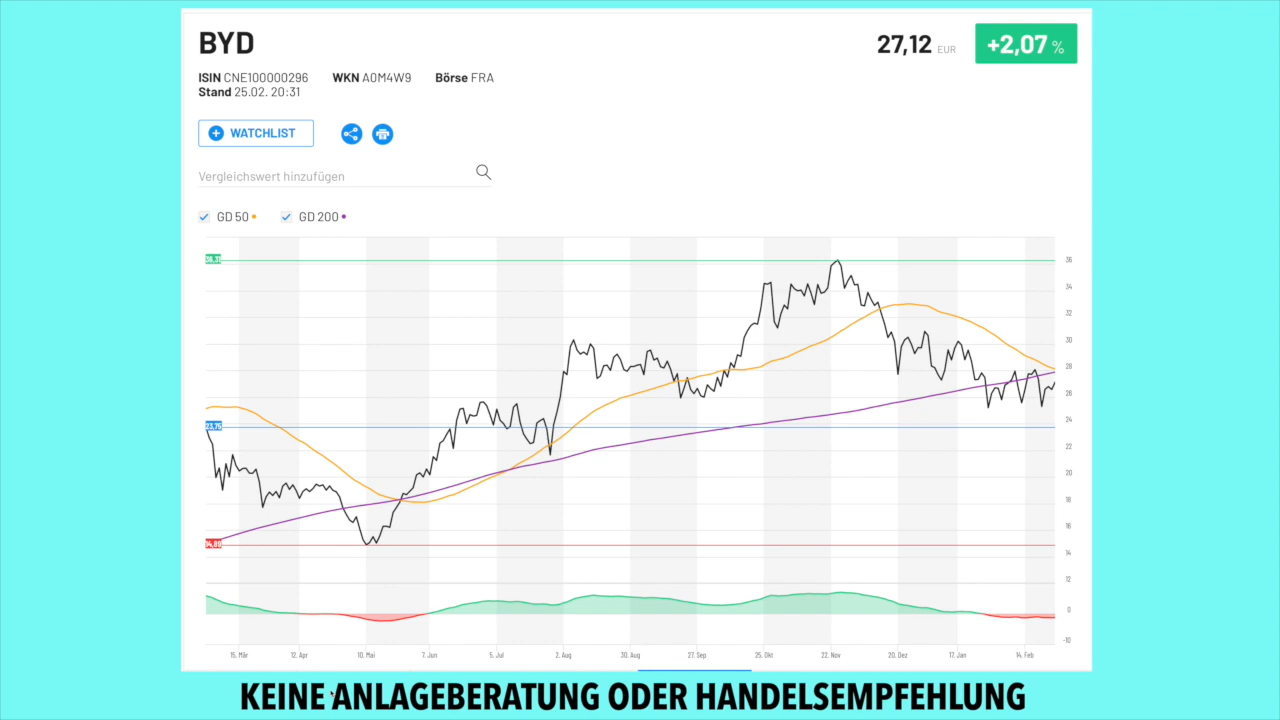 BYD
27,12 EUR
+2,07 %
ISIN CNE100000296 WKN A0M4W9 Börse FRA
Stand 25.02. 20:31
WATCHLIST
Vergleichswert hinzufügen
GD 50 GD 200
36
34
32
30
28
26
24
23,75
22
20
18
16
14
12
0
-10
15. Mär 12. Apr 10. Mai 7. Jun 5. Jul 2. Aug 30. Aug 27. Sep 25. Okt 22. Nov 20. Dez 17. Jan 14. Feb
KEINE ANLAGEBERATUNG ODER HANDELSEMPFEHLUNG